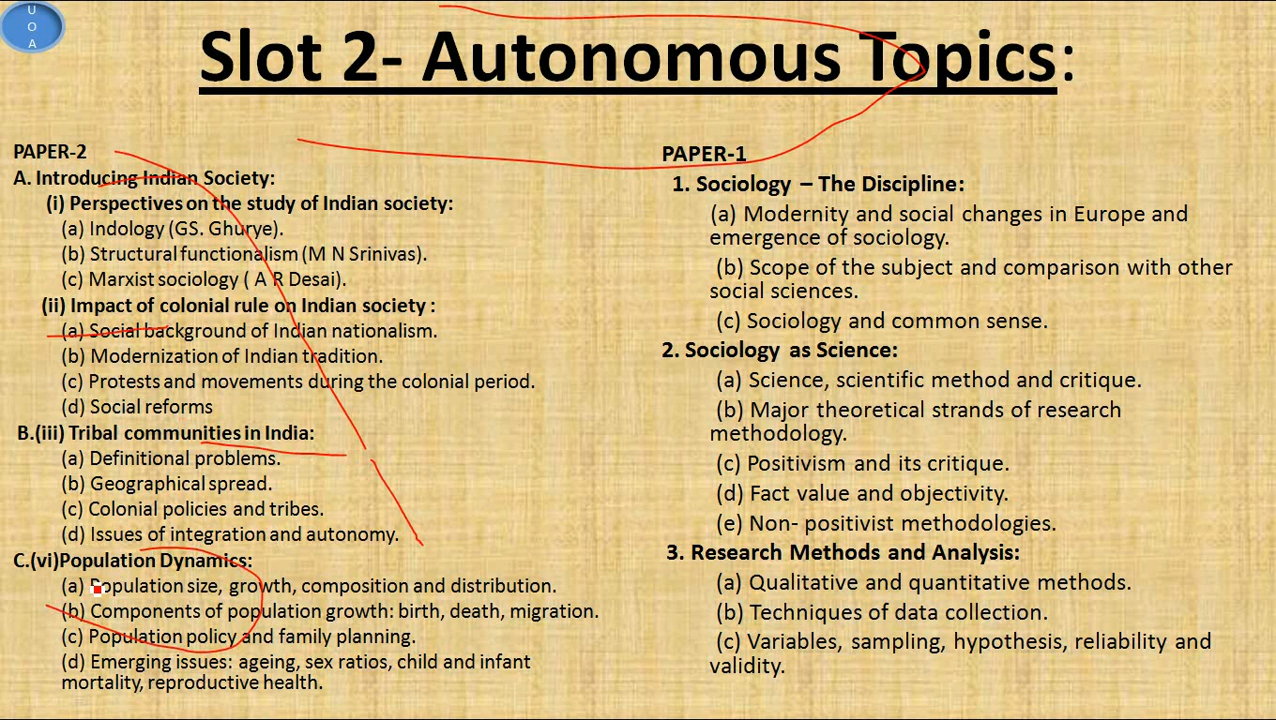 U
O
A
Slot 2- Autonomous Topics:
PAPER-2
A. Introducing Indian Society:
(i) Perspectives on the study of Indian society:
(a) Indology (GS. Ghurye).
(b) Structural functionalism (M N Srinivas).
(c) Marxist sociology ( A R Desai).
(ii) Impact of colonial rule on Indian society :
(a) Social background of Indian nationalism.
(b) Modernization of Indian tradition.
(c) Protests and movements during the colonial period.
(d) Social reforms
B.(iii) Tribal communities in India:
(a) Definitional problems.
(b) Geographical spread.
(c) Colonial policies and tribes.
(d) Issues of integration and autonomy.
C.(vi)Population Dynamics:
(a) Population size, growth, composition and distribution.
(b) Components of population growth: birth, death, migration.
(c) Population policy and family planning.
(d) Emerging issues: ageing, sex ratios, child and infant
mortality, reproductive health.
PAPER-1
1. Sociology – The Discipline:
(a) Modernity and social changes in Europe and
emergence of sociology.
(b) Scope of the subject and comparison with other
social sciences.
(c) Sociology and common sense.
2. Sociology as Science:
(a) Science, scientific method and critique.
(b) Major theoretical strands of research
methodology.
(c) Positivism and its critique.
(d) Fact value and objectivity.
(e) Non- positivist methodologies.
3. Research Methods and Analysis:
(a) Qualitative and quantitative methods.
(b) Techniques of data collection.
(c) Variables, sampling, hypothesis, reliability and
validity.